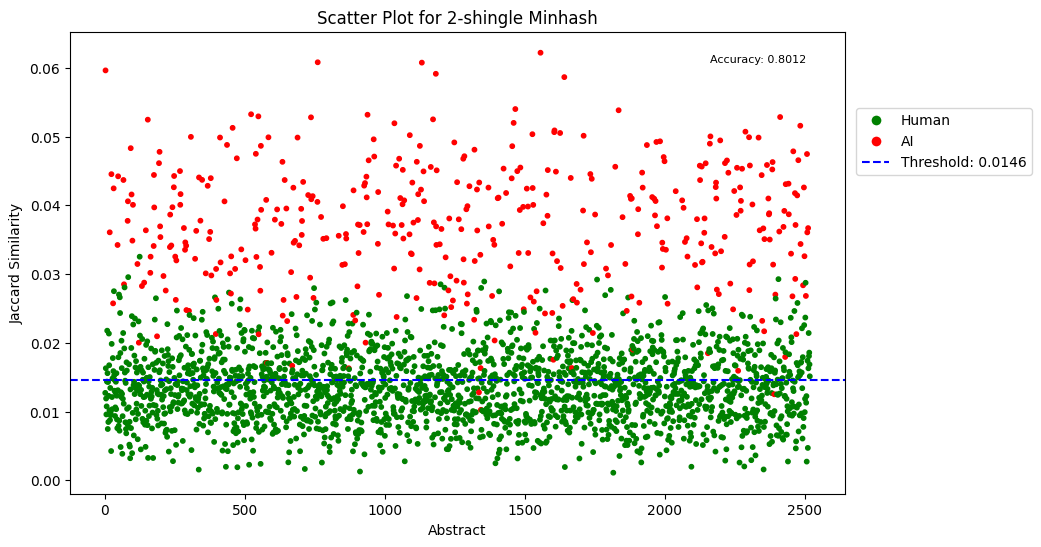 Scatter Plot for 2-shingle Minhash
Accuracy: 0.8012
Human
AI
Threshold: 0.0146
Jaccard Similarity
0.06
0.05
0.04
0.03
0.02
0.01
0.00
0
500
1000
1500
2000
2500
Abstract